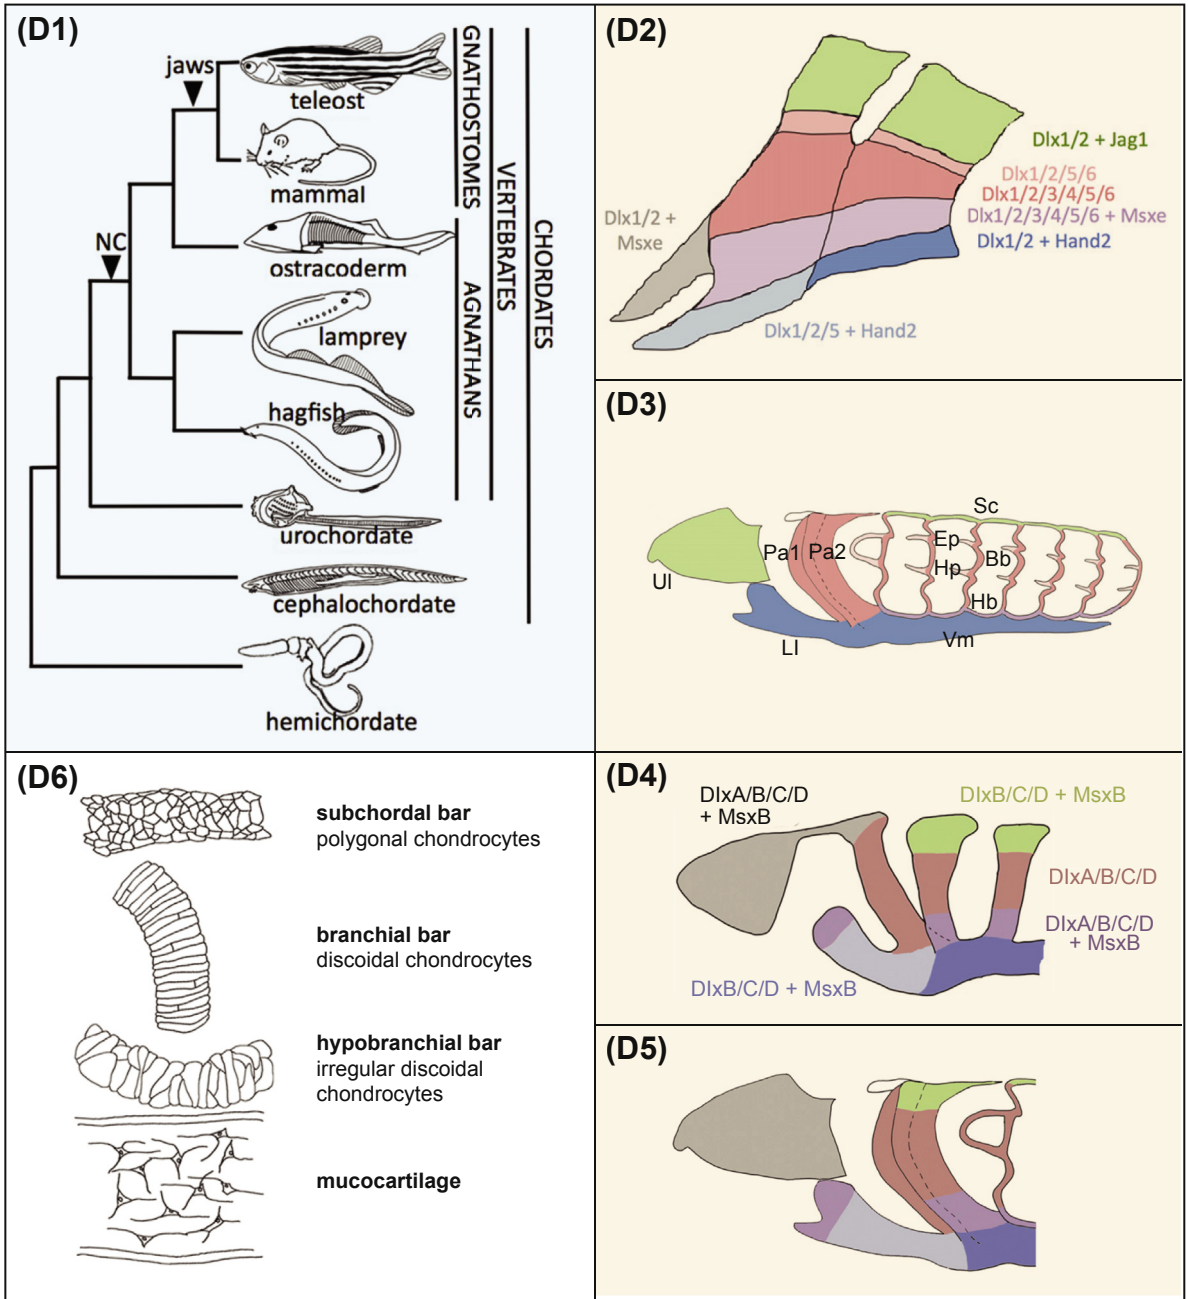 (D1)
jaws
teleost
mammal
NC
ostracoderm
lamprey
hagfish
urochordate
cephalochordate
hemichordate
GNATHOSTOMES
AGNATHANS
VERTEBRATES
CHORDATES
(D2)
Dlx1/2 + Jag1
Dlx1/2/5/6
Dlx1/2/3/4/5/6
Dlx1/2/3/4/5/6 + Msxe
Dlx1/2 + Hand2
Dlx1/2 +
Msxe
Dlx1/2/5 + Hand2
(D3)
Sc
Pa1
Pa2
Ep
Bb
Hp
Ul
Hb
Ll
Vm
(D6)
subchordal bar
polygonal chondrocytes
branchial bar
discoidal chondrocytes
hypobranchial bar
irregular discoidal
chondrocytes
mucocartilage
(D4)
DlxA/B/C/D
+ MsxB
DlxB/C/D + MsxB
DlxA/B/C/D
DlxA/B/C/D
+ MsxB
DlxB/C/D + MsxB
(D5)